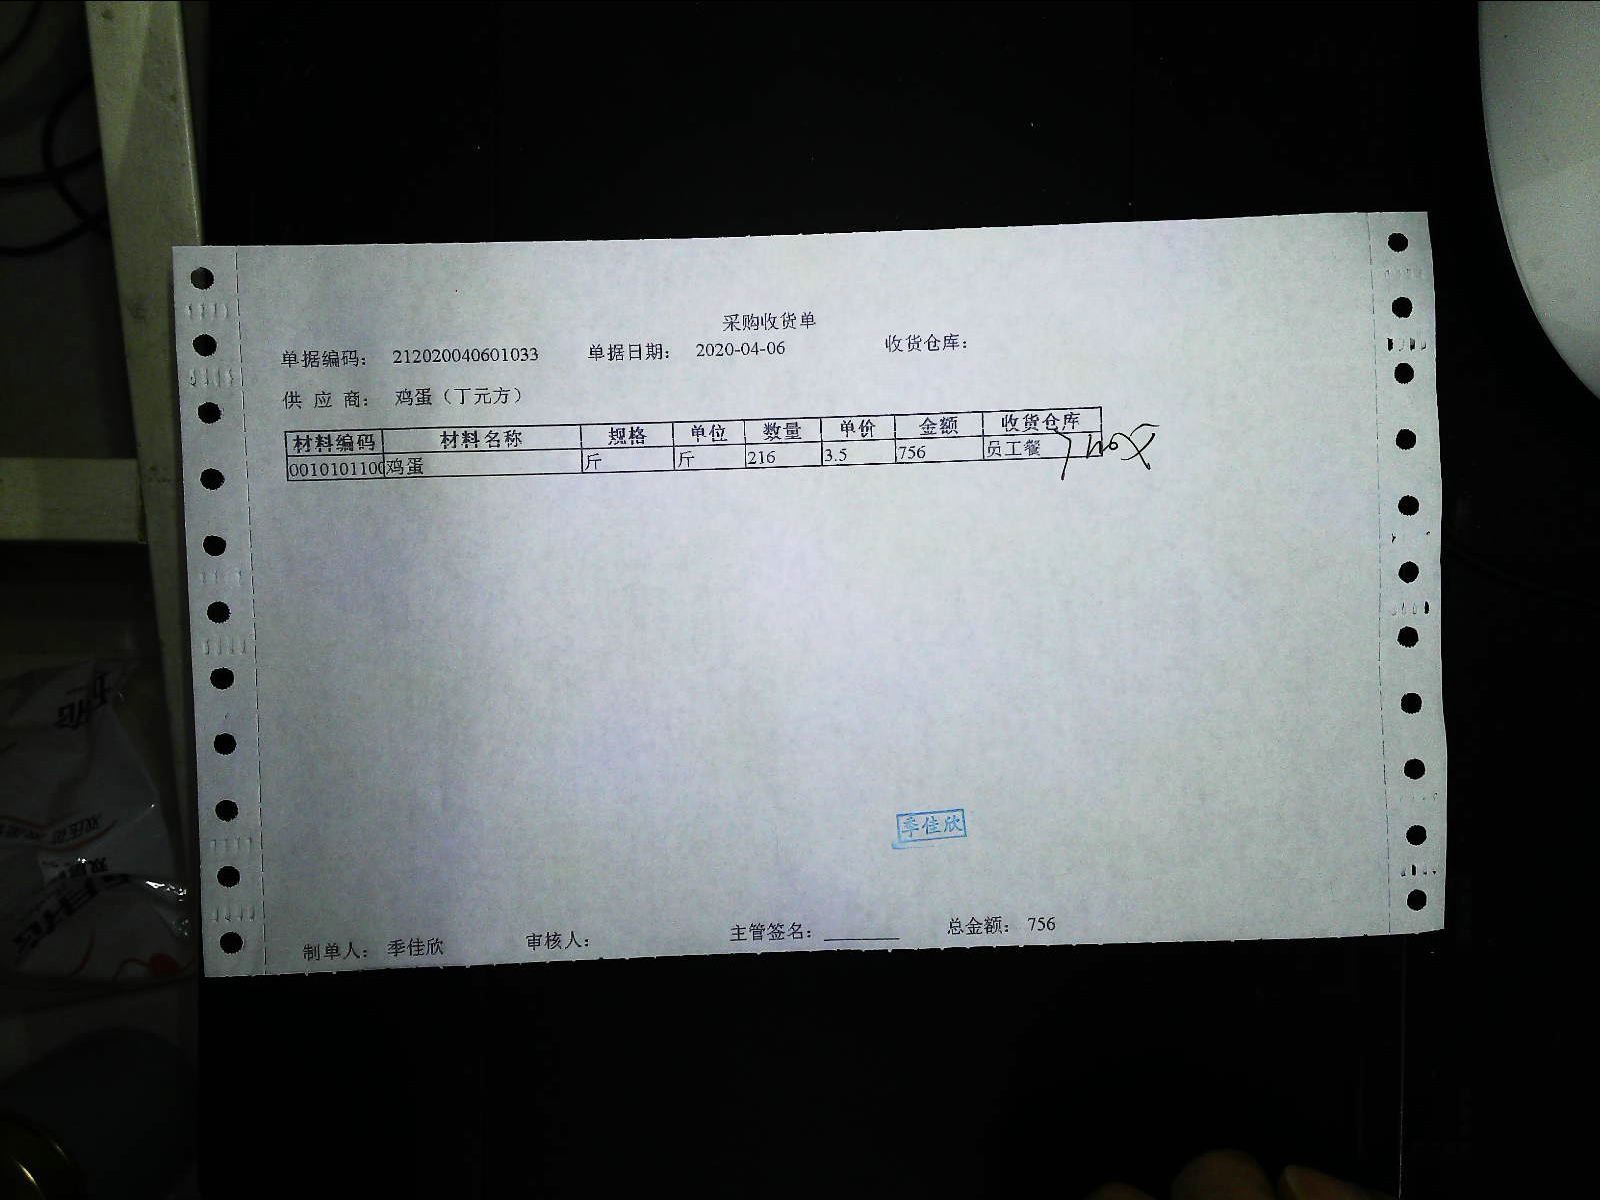 采购收货单
单据编码： 212020040601033 单据日期： 2020-04-06 收货仓库：
供 应 商： 鸡蛋（丁元方）
材料编码 材料名称 规格 单位 数量 单价 金额 收货仓库
0010101100 鸡蛋 斤 斤 216 3.5 756 员工餐
季佳欣
制单人： 季佳欣 审核人： 主管签名：________ 总金额： 756